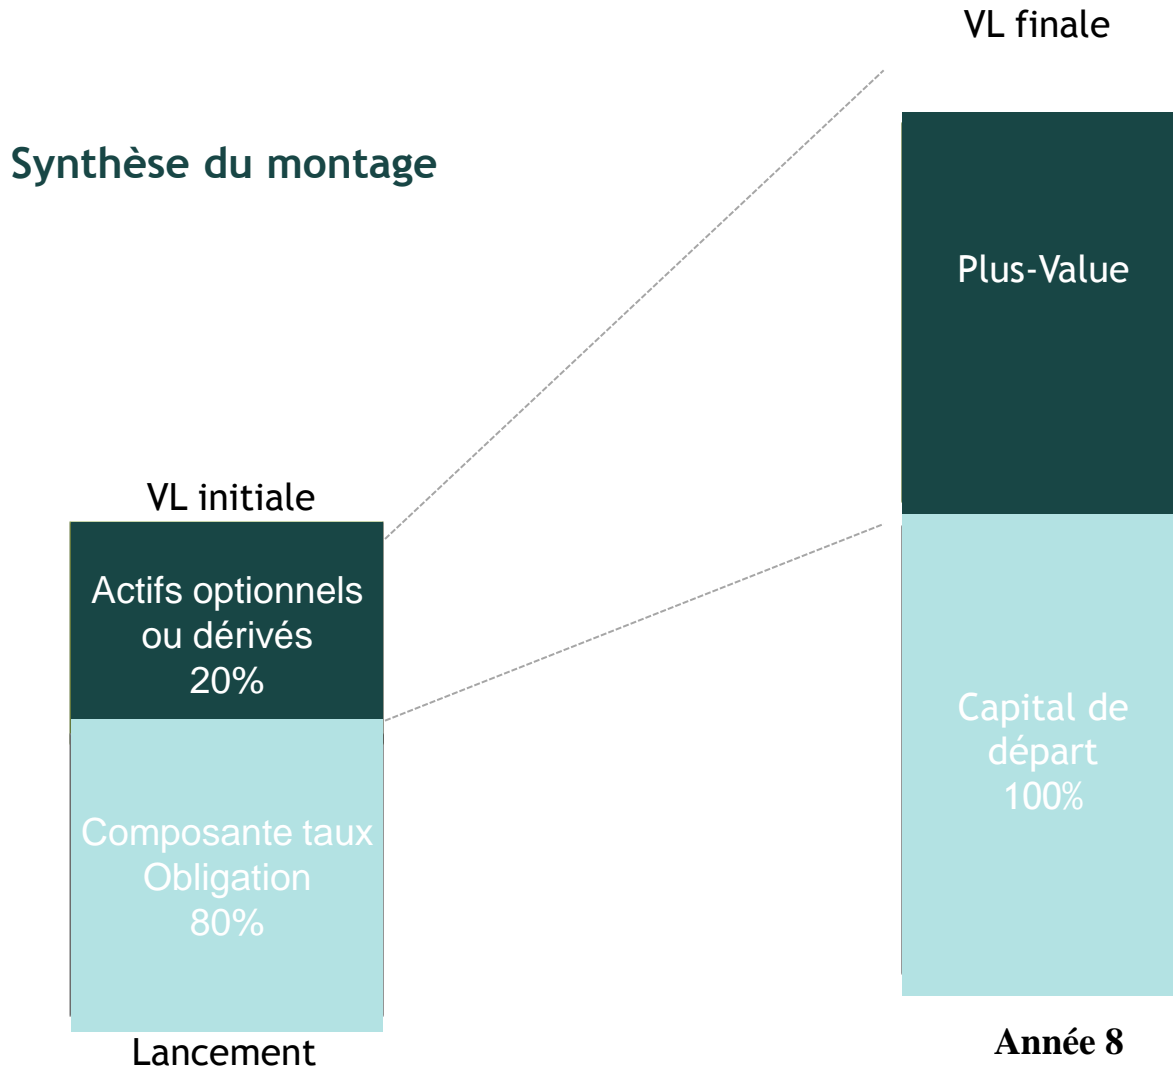 VL finale
Synthèse du montage
Plus-Value
VL initiale
Actifs optionnels
ou dérivés
20%
Capital de
départ
100%
Composante taux
Obligation
80%
Lancement
Année 8